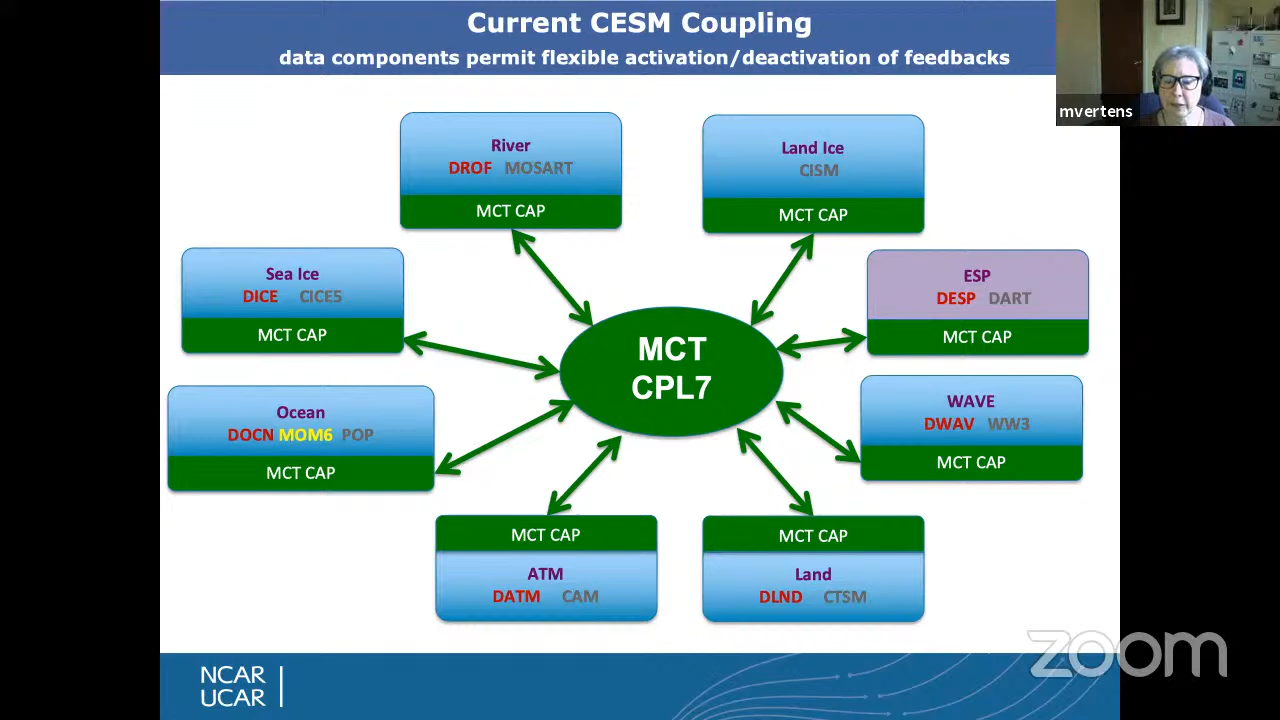 Current CESM Coupling
data components permit flexible activation/deactivation of feedbacks
mvertens
River
DROF MOSART
MCT CAP
Land Ice
CISM
MCT CAP
Sea Ice
DICE CICE5
MCT CAP
ESP
DESP DART
MCT CAP
MCT
CPL7
Ocean
DOCN MOM6 POP
MCT CAP
WAVE
DWAV WW3
MCT CAP
MCT CAP
ATM
DATM CAM
MCT CAP
Land
DLND CTSM
NCAR
UCAR
zoom